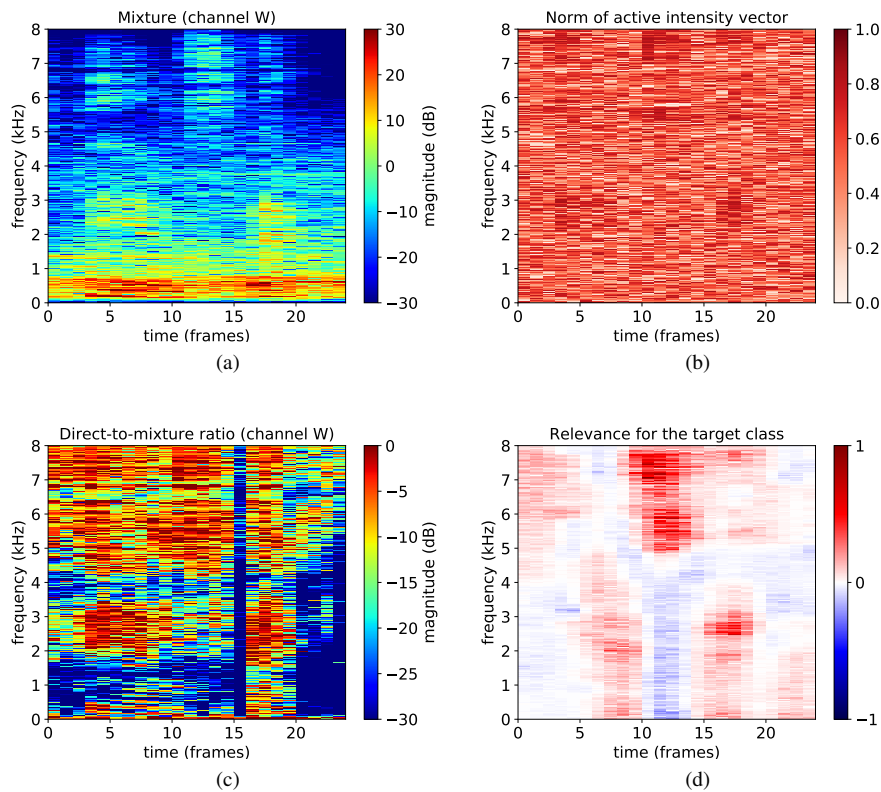 Mixture (channel W)
8
7
6
5
4
3
2
1
0
frequency (kHz)
0 5 10 15 20
time (frames)
30
20
10
0
−10
−20
−30
magnitude (dB)
(a)
Norm of active intensity vector
8
7
6
5
4
3
2
1
0
frequency (kHz)
0 5 10 15 20
time (frames)
1.0
0.8
0.6
0.4
0.2
0.0
(b)
Direct-to-mixture ratio (channel W)
8
7
6
5
4
3
2
1
0
frequency (kHz)
0 5 10 15 20
time (frames)
0
−5
−10
−15
−20
−25
−30
magnitude (dB)
(c)
Relevance for the target class
8
7
6
5
4
3
2
1
0
frequency (kHz)
0 5 10 15 20
time (frames)
1
0
−1
(d)